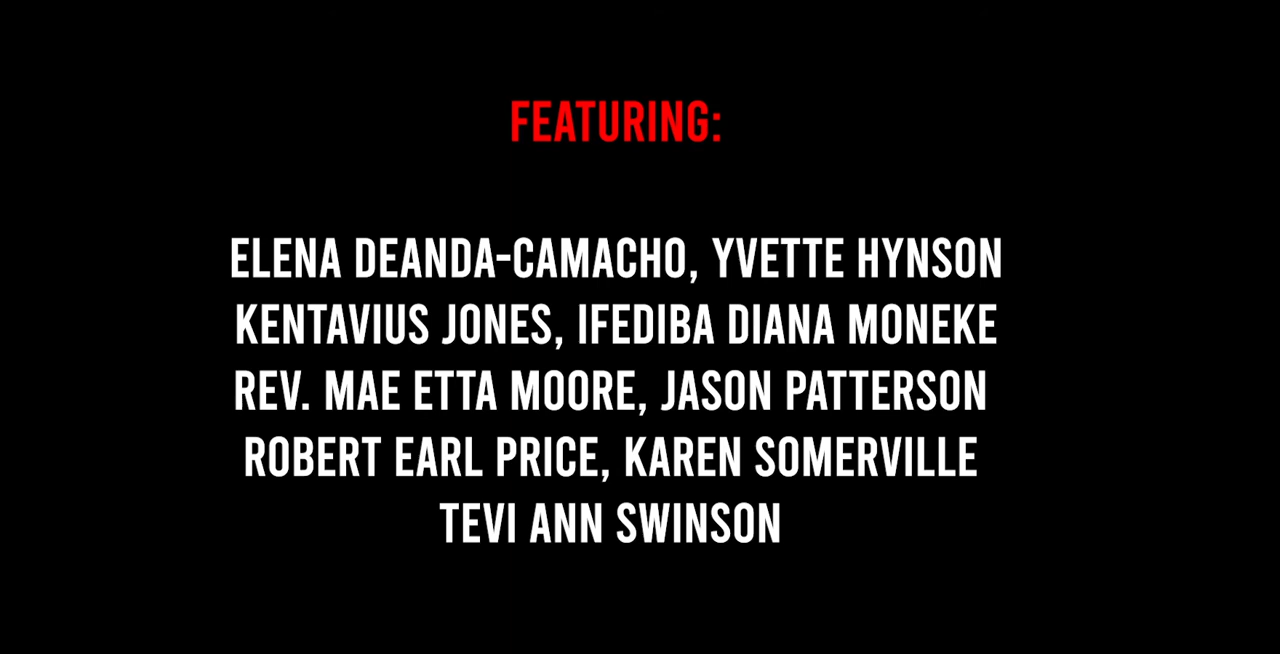 FEATURING:
ELENA DEANDA-CAMACHO, YVETTE HYNSON
KENTAVIUS JONES, IFEDIBA DIANA MONEKE
REV. MAE ETTA MOORE, JASON PATTERSON
ROBERT EARL PRICE, KAREN SOMERVILLE
TEVI ANN SWINSON